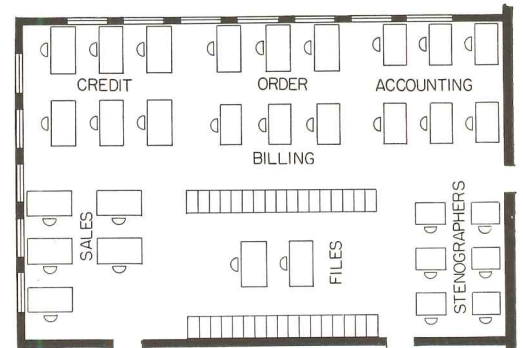 CREDIT
ORDER
ACCOUNTING
BILLING
SALES
FILES
STENOGRAPHERS